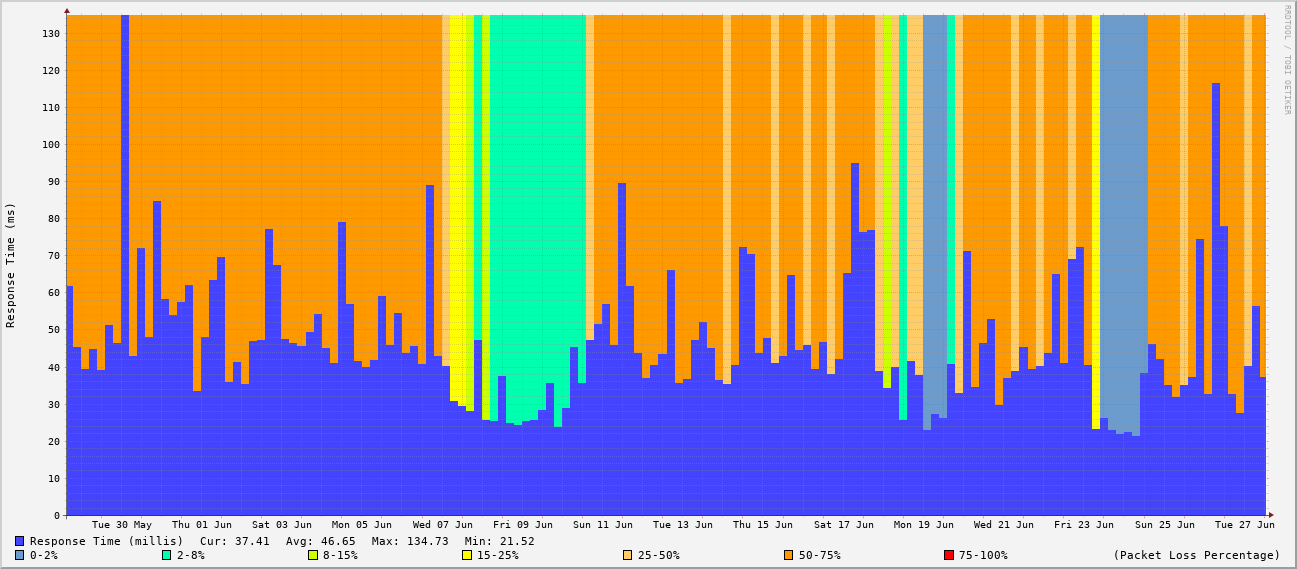 RRDTOOL / TOBI OETIKER
Response Time (ms)
130
120
110
100
90
80
70
60
50
40
30
20
10
0
Tue 30 May Thu 01 Jun Sat 03 Jun Mon 05 Jun Wed 07 Jun Fri 09 Jun Sun 11 Jun Tue 13 Jun Thu 15 Jun Sat 17 Jun Mon 19 Jun Wed 21 Jun Fri 23 Jun Sun 25 Jun Tue 27 Jun
Response Time (millis) Cur: 37.41 Avg: 46.65 Max: 134.73 Min: 21.52
0-2% 2-8% 8-15% 15-25% 25-50% 50-75% 75-100% (Packet Loss Percentage)